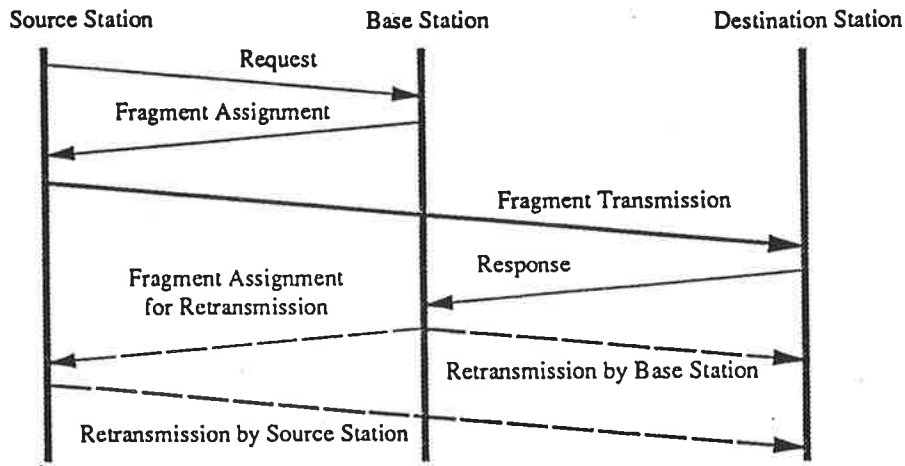 Source Station
Base Station
Destination Station
Request
Fragment Assignment
Fragment Transmission
Response
Fragment Assignment
for Retransmission
Retransmission by Base Station
Retransmission by Source Station